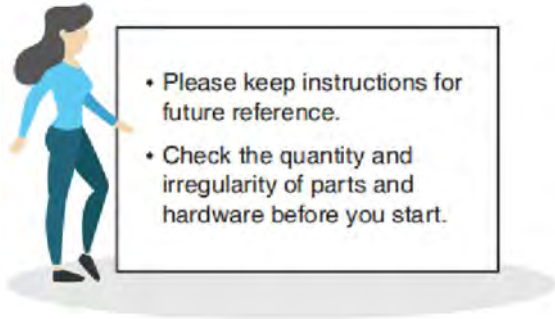 • Please keep instructions for
future reference.
• Check the quantity and
irregularity of parts and
hardware before you start.